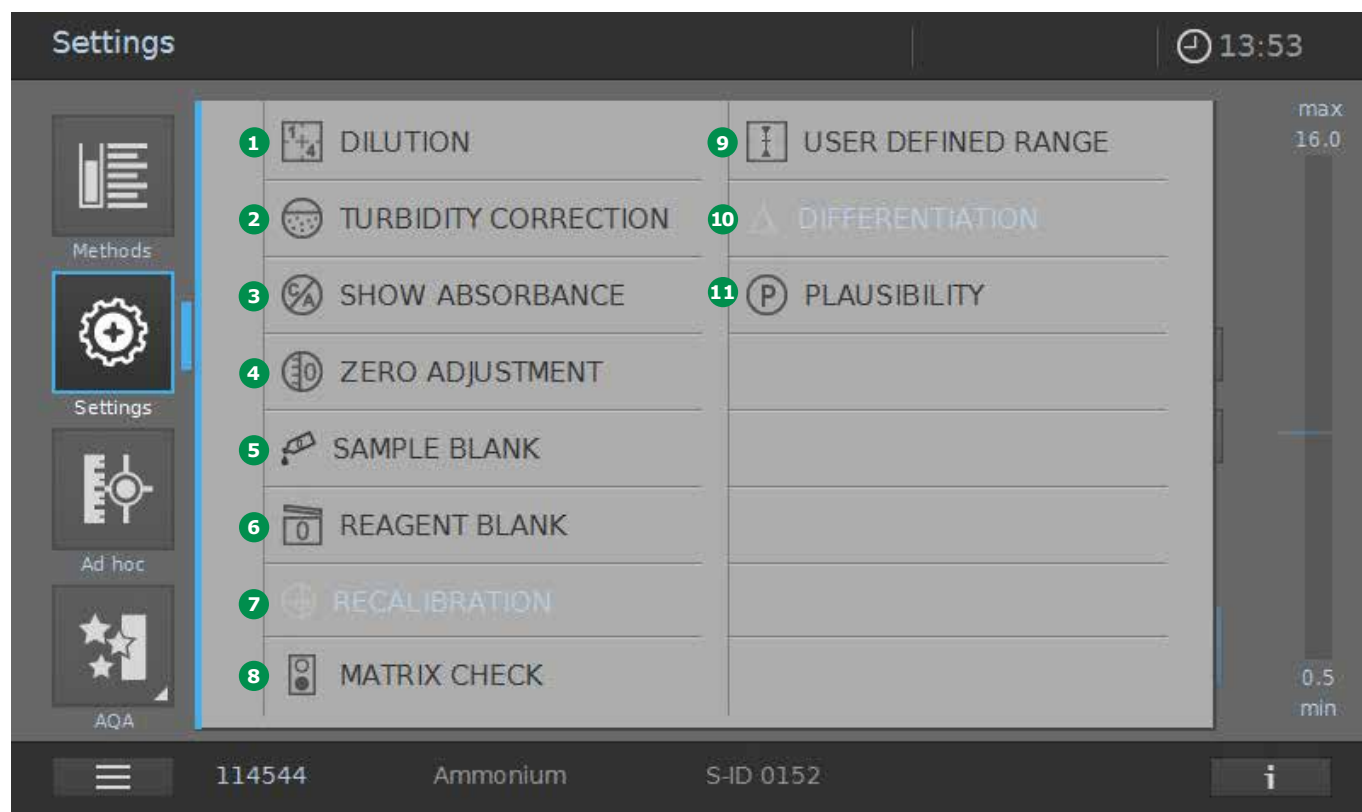 Settings
13:53
Methods
Settings
Ad hoc
AQA
1 DILUTION
2 TURBIDITY CORRECTION
3 C/A SHOW ABSORBANCE
4 0 ZERO ADJUSTMENT
5 SAMPLE BLANK
6 0 REAGENT BLANK
7 RECALIBRATION
8 MATRIX CHECK
9 USER DEFINED RANGE
10 DIFFERENTIATION
11 P PLAUSIBILITY
max
16.0
0.5
min
114544 Ammonium S-ID 0152 i